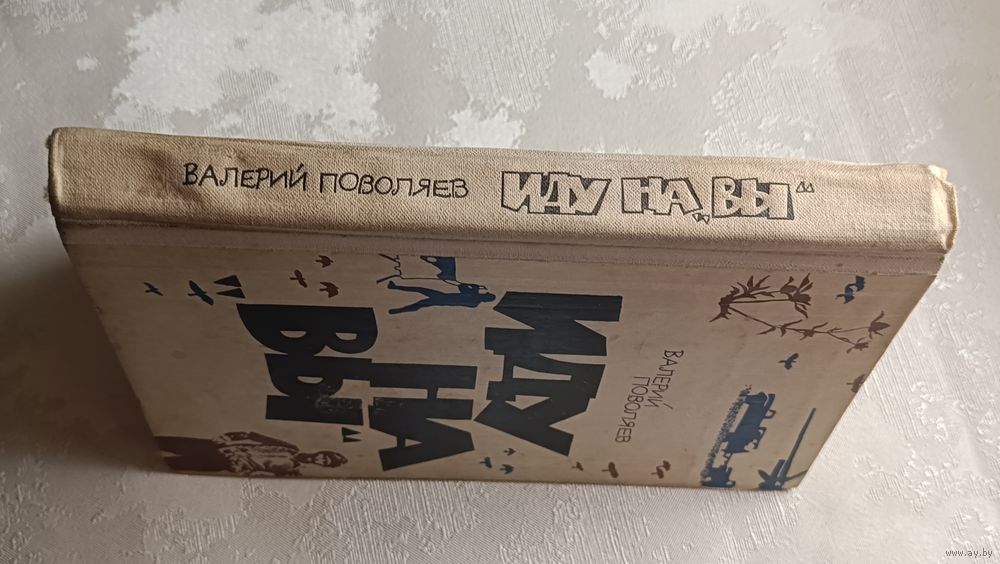 ВАЛЕРИЙ ПОВОЛЯЕВ ИДУ НА „ВЫ“
ВАЛЕРИЙ
ПОВОЛЯЕВ
ИДУ
НА
„ВЫ“
www.ay.by